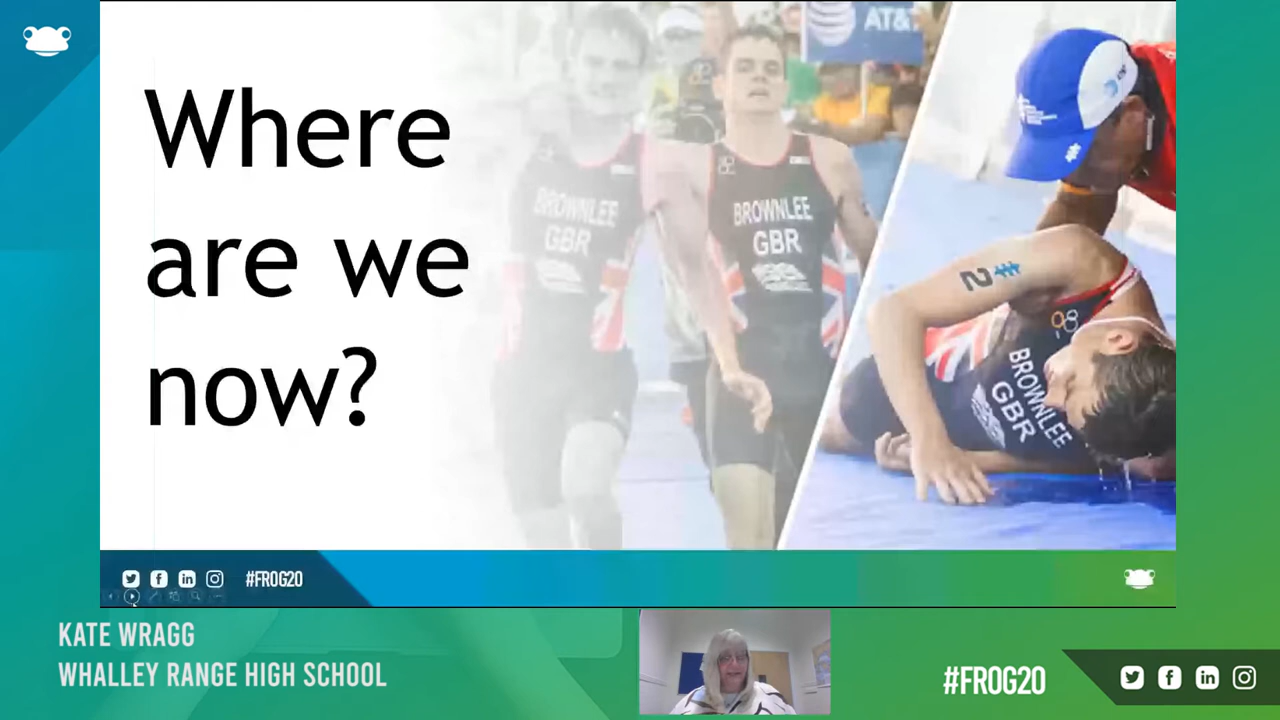 Where
are we
now?
AT&T
BROWNLEE
GBR
BROWNLEE
GBR
2
BROWNLEE
GBR
#FROG20
KATE WRAGG
WHALLEY RANGE HIGH SCHOOL
#FROG20